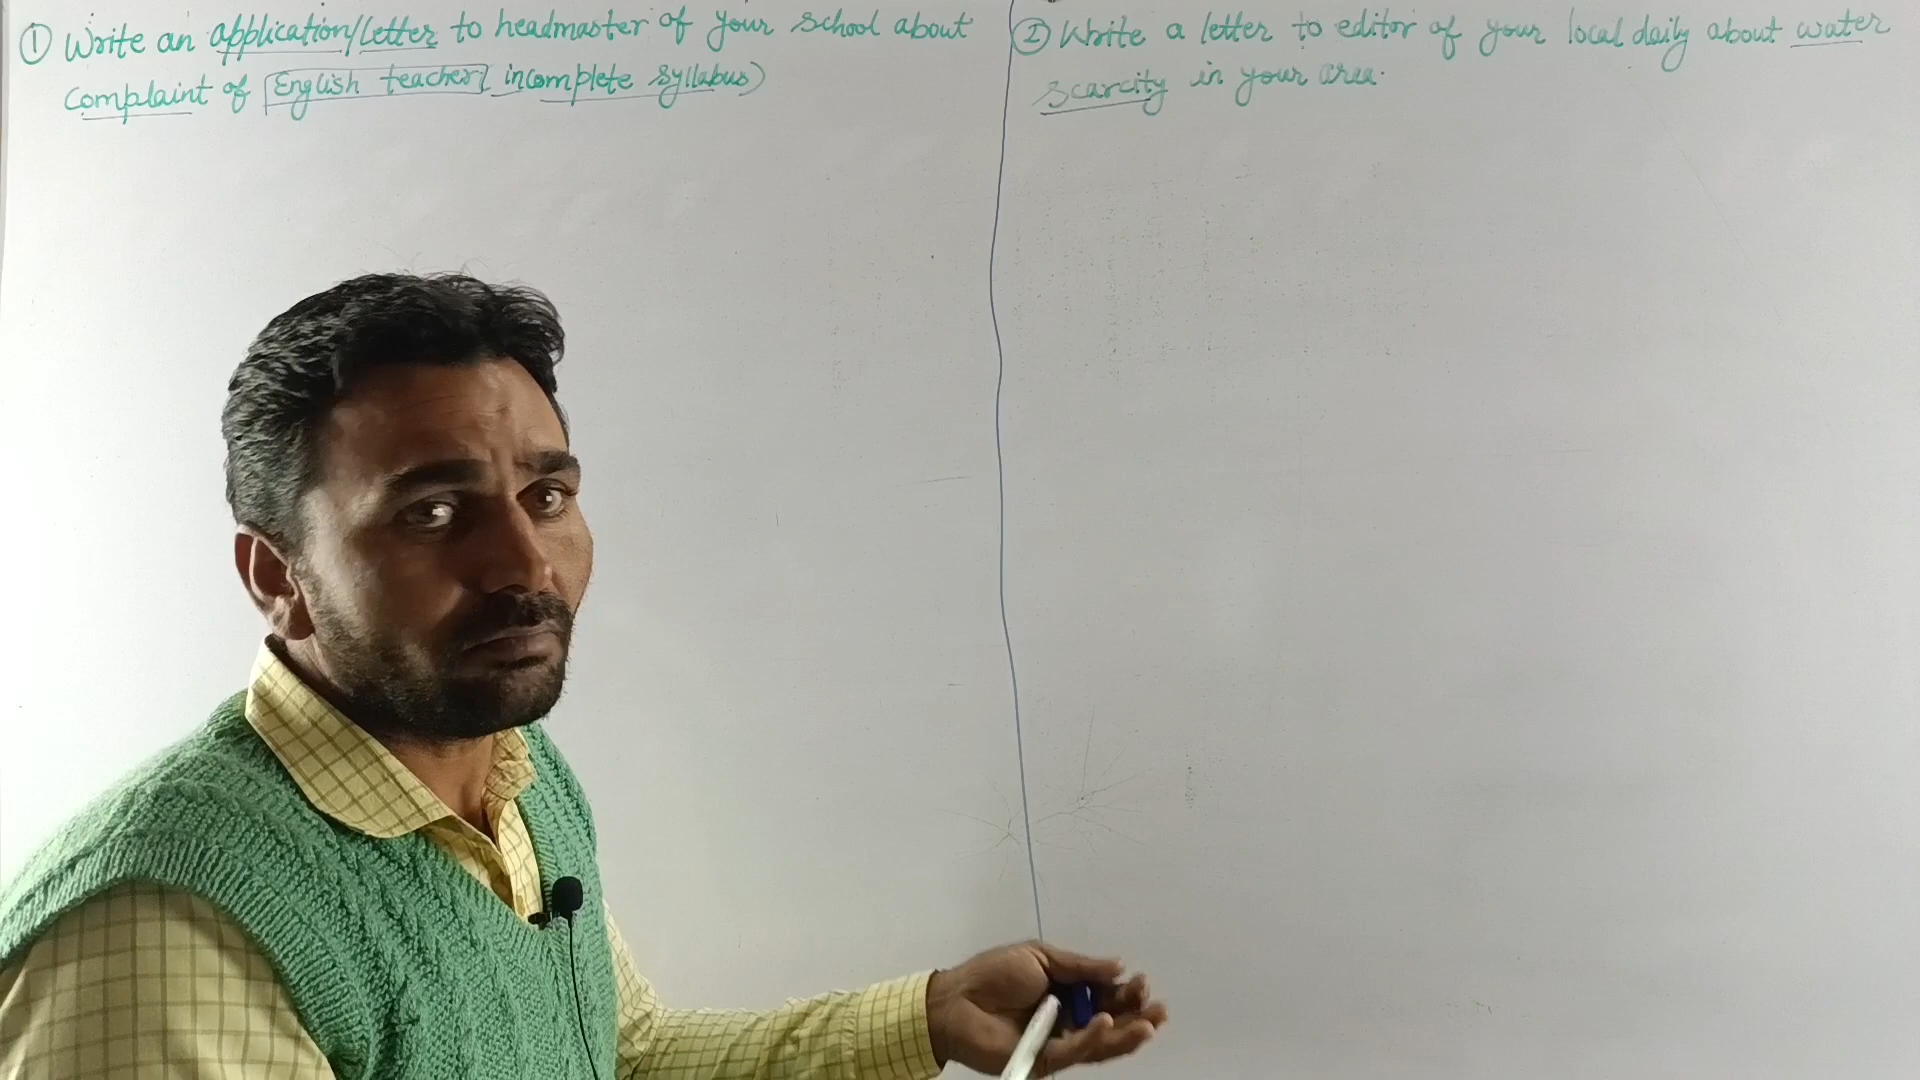 ① Write an application/Letter to headmaster of your school about
Complaint of English teacher( incomplete syllabus)
② Write a letter to editor of your local daily about water
scarcity in your area.